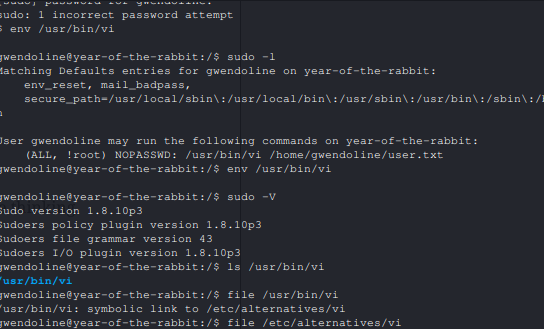 [sudo] password for gwendoline:
sudo: 1 incorrect password attempt
$ env /usr/bin/vi
gwendoline@year-of-the-rabbit:/$ sudo -l
Matching Defaults entries for gwendoline on year-of-the-rabbit:
env_reset, mail_badpass,
secure_path=/usr/local/sbin\:/usr/local/bin\:/usr/sbin\:/usr/bin\:/sbin\:/
n
User gwendoline may run the following commands on year-of-the-rabbit:
(ALL, !root) NOPASSWD: /usr/bin/vi /home/gwendoline/user.txt
gwendoline@year-of-the-rabbit:/$ env /usr/bin/vi
gwendoline@year-of-the-rabbit:/$ sudo -V
Sudo version 1.8.10p3
Sudoers policy plugin version 1.8.10p3
Sudoers file grammar version 43
Sudoers I/O plugin version 1.8.10p3
gwendoline@year-of-the-rabbit:/$ ls /usr/bin/vi
/usr/bin/vi
gwendoline@year-of-the-rabbit:/$ file /usr/bin/vi
/usr/bin/vi: symbolic link to /etc/alternatives/vi
gwendoline@year-of-the-rabbit:/$ file /etc/alternatives/vi